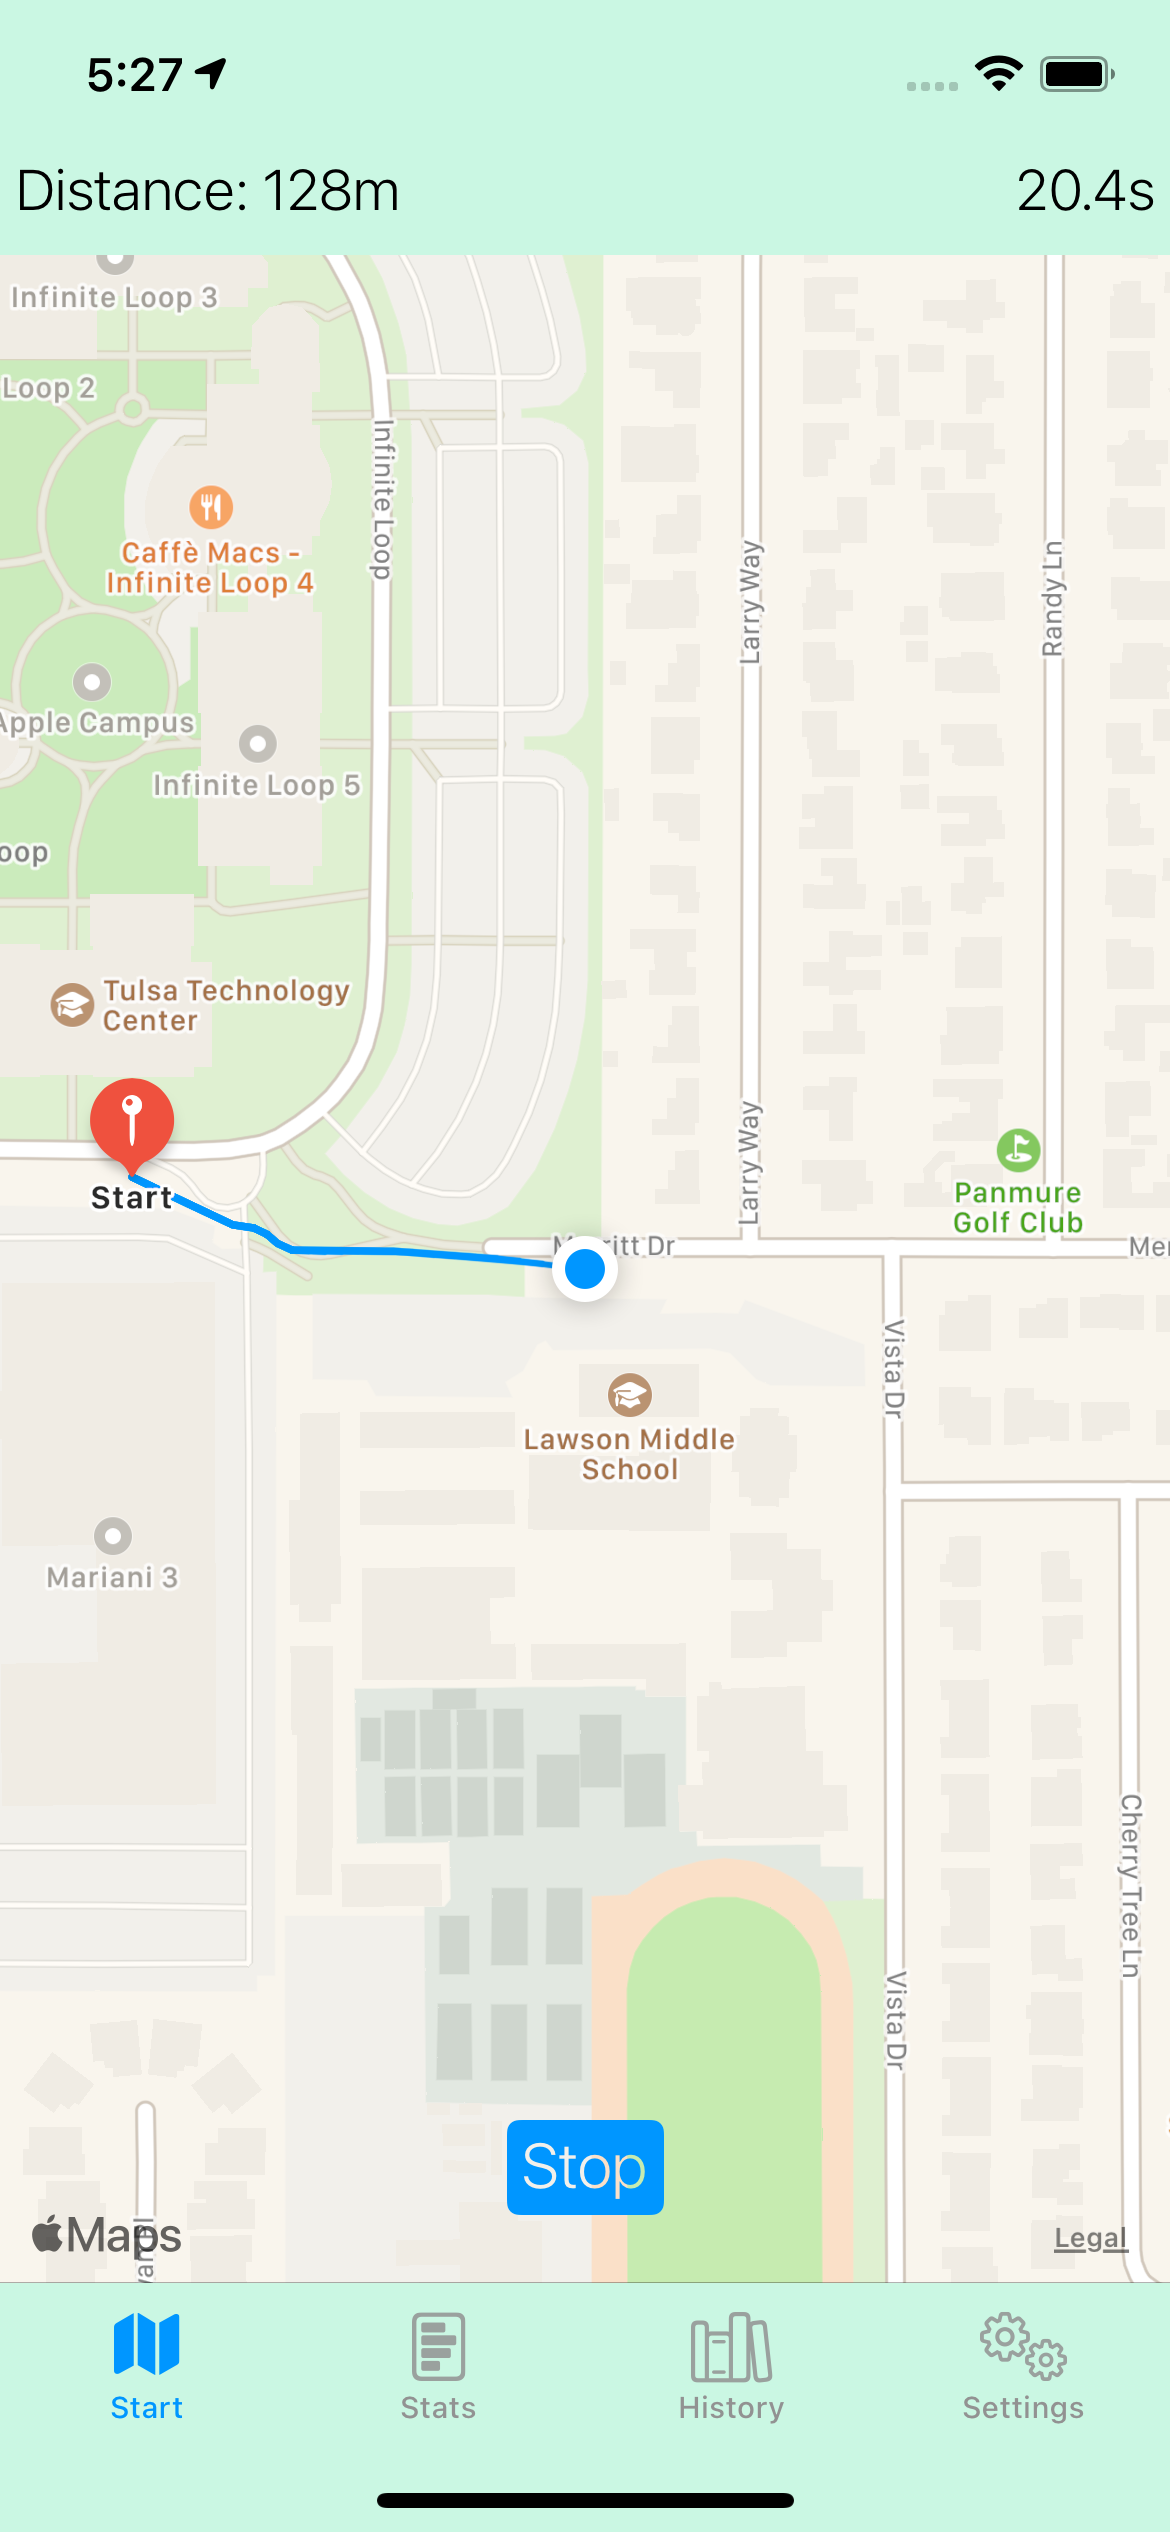 5:27
Distance: 128m
20.4s
Infinite Loop 3
Loop 2
Infinite Loop
Caffè Macs -
Infinite Loop 4
Larry Way
Randy Ln
Apple Campus
Infinite Loop 5
oop
Tulsa Technology
Center
Larry Way
Panmure
Golf Club
Start
Merritt Dr
Mer
Vista Dr
Lawson Middle
School
Mariani 3
Cherry Tree Ln
Vista Dr
Stop
Maps
Legal
Start
Stats
History
Settings